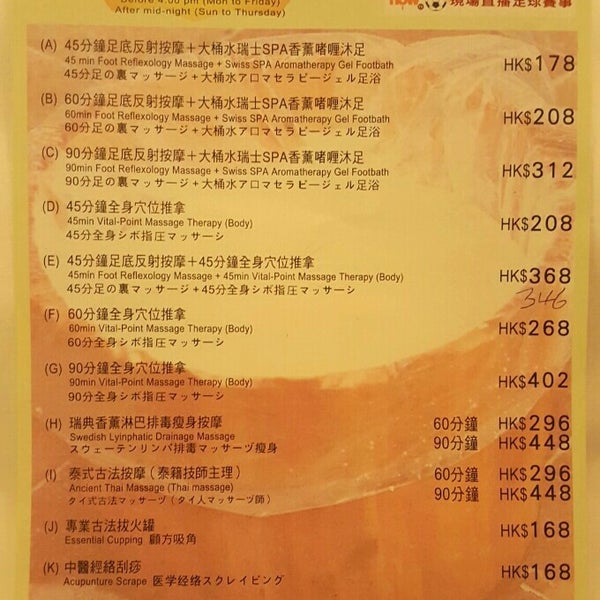 Before 4:00 pm (Mon to Friday)
After mid-night (Sun to Thursday)
now 現場直播足球賽事
(A) 45分鐘足底反射按摩＋大桶水瑞士SPA香薰啫喱沐足
45 min Foot Reflexology Massage + Swiss SPA Aromatherapy Gel Footbath HK$178
45分足の裏マッサージ＋大桶水アロマセラピージェル足浴
(B) 60分鐘足底反射按摩＋大桶水瑞士SPA香薰啫喱沐足
60min Foot Reflexology Massage + Swiss SPA Aromatherapy Gel Footbath HK$208
60分足の裏マッサージ＋大桶水アロマセラピージェル足浴
(C) 90分鐘足底反射按摩＋大桶水瑞士SPA香薰啫喱沐足
90min Foot Reflexology Massage + Swiss SPA Aromatherapy Gel Footbath HK$312
90分足の裏マッサージ＋大桶水アロマセラピージェル足浴
(D) 45分鐘全身穴位推拿
45min Vital-Point Massage Therapy (Body) HK$208
45分全身シボ指圧マッサーシ
(E) 45分鐘足底反射按摩＋45分鐘全身穴位推拿
45min Foot Reflexology Massage + 45min Vital-Point Massage Therapy (Body) HK$368
45分足の裏マッサージ＋45分全身シボ指圧マッサーシ
346
(F) 60分鐘全身穴位推拿
60min Vital-Point Massage Therapy (Body) HK$268
60分全身シボ指圧マッサーシ
(G) 90分鐘全身穴位推拿
90min Vital-Point Massage Therapy (Body) HK$402
90分全身シボ指圧マッサーシ
(H) 瑞典香薰淋巴排毒瘦身按摩 60分鐘 HK$296
Swedish Lyinphatic Drainage Massage 90分鐘 HK$448
スウェーテンリンパ排毒マッサーヅ瘦身
(I) 泰式古法按摩（泰籍技師主理） 60分鐘 HK$296
Ancient Thai Massage (Thai massage) 90分鐘 HK$448
タイ式古法マッサーヅ（タイ人マッサーヅ師）
(J) 專業古法拔火罐 HK$168
Essential Cupping 顧方吸角
(K) 中醫經絡刮痧 HK$168
Acupunture Scrape 医学经络スクレイピング